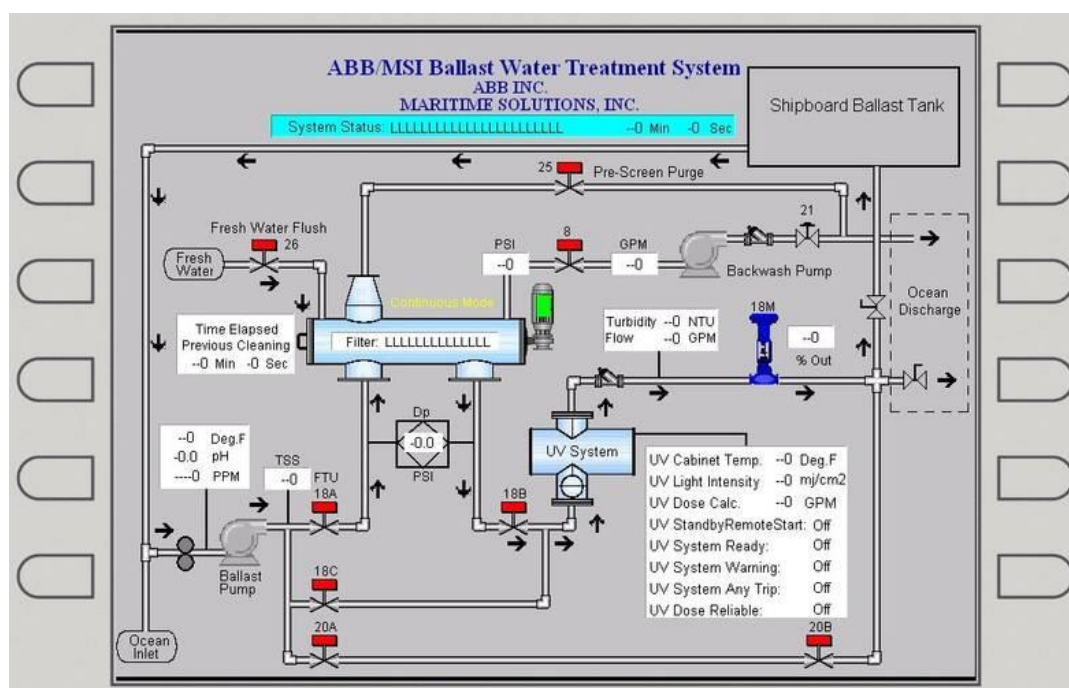 ABB/MSI Ballast Water Treatment System
ABB INC.
MARITIME SOLUTIONS, INC.
System Status: LLLLLLLLLLLLLLLLLLLLLLL --0 Min -0 Sec
Shipboard Ballast Tank
25
Pre-Screen Purge
Fresh Water Flush
26
Fresh
Water
PSI
--0
8
GPM
--0
Backwash Pump
21
Ocean
Discharge
Continuous Mode
Time Elapsed
Previous Cleaning
--0 Min -0 Sec
Filter: LLLLLLLLLLLLLL
Turbidity --0 NTU
Flow --0 GPM
18M
--0
% Out
Dp
-0.0
PSI
--0 Deg.F
-0.0 pH
----0 PPM
TSS
--0
FTU
18A
18B
UV System
UV Cabinet Temp. --0 Deg.F
UV Light Intensity --0 mj/cm2
UV Dose Calc. --0 GPM
UV StandbyRemoteStart: Off
UV System Ready: Off
UV System Warning: Off
UV System Any Trip: Off
UV Dose Reliable: Off
Ballast
Pump
18C
20A
20B
Ocean
Inlet